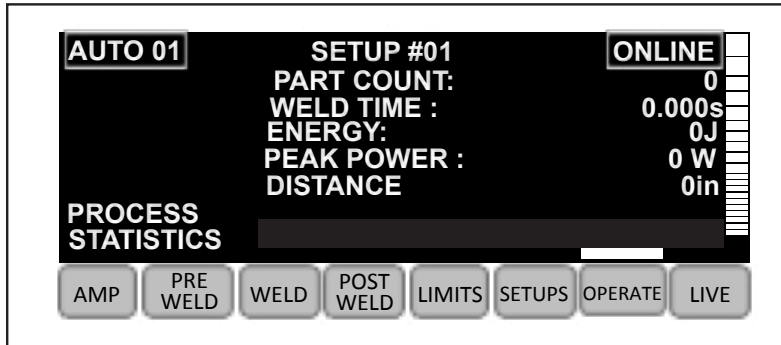 AUTO 01 SETUP #01 ONLINE
PART COUNT: 0
WELD TIME : 0.000s
ENERGY: 0J
PEAK POWER : 0 W
DISTANCE 0in
PROCESS
STATISTICS
AMP PRE WELD WELD POST WELD LIMITS SETUPS OPERATE LIVE